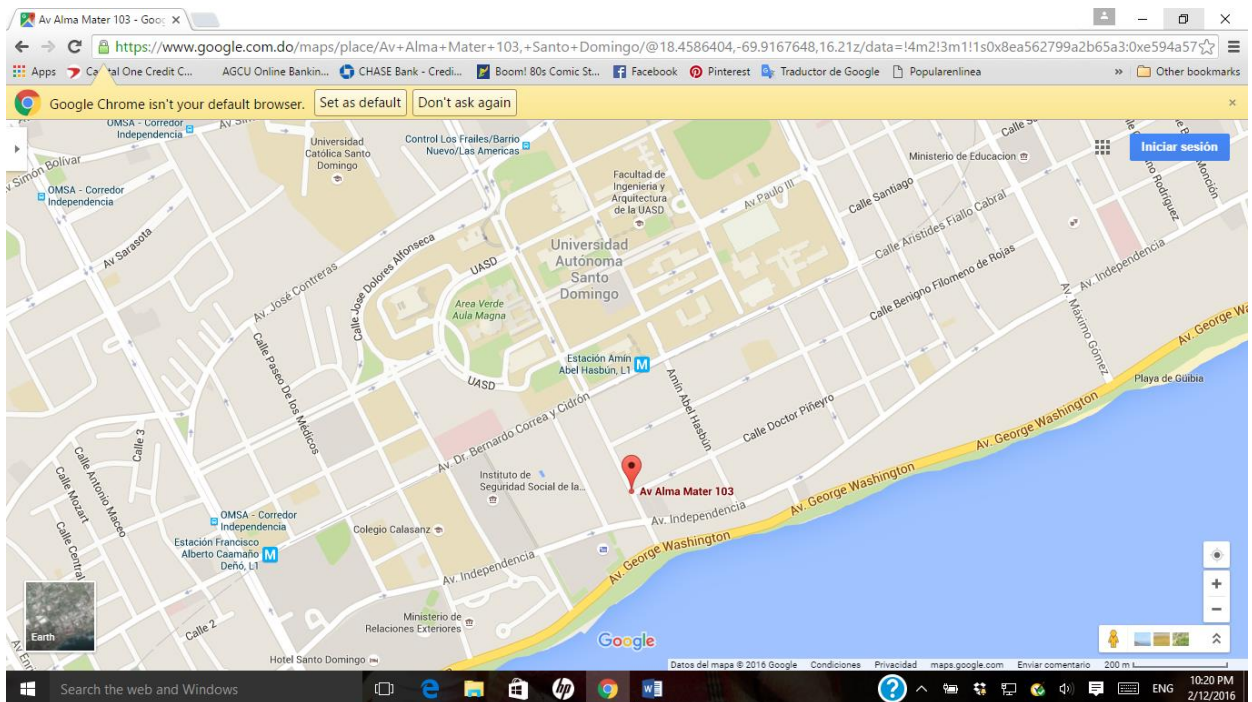 Av Alma Mater 103 - Goog
https://www.google.com.do/maps/place/Av+Alma+Mater+103,+Santo+Domingo/@18.4586404,-69.9167648,16.21z/data=!4m2!3m1!1s0x8ea562799a2b65a3:0xe594a57
Apps
AGCU Online Bankin...
CHASE Bank - Credi...
Boom! 80s Comic St...
Facebook
Pinterest
Traductor de Google
Popularenlinea
»
Other bookmarks
Google Chrome isn't your default browser.
Set as default
Don't ask again
OMSA - Corredor
Independencia
Universidad
Católica Santo
Domingo
Control Los Frailes/Barrio
Nuevo/Las Americas
Facultad de
Ingenieria y
Arquitectura
de la UASD
Av Paulo III
Calle Santiago
Ministerio de Educacion
Iniciar sesión
Simón Bolívar
OMSA - Corredor
Independencia
Av Sarasota
Av. José Contreras
Calle Jose Dolores Alfonseca
UASD
Area Verde
Aula Magna
Universidad
Autónoma
Santo
Domingo
Calle Aristides Fiallo Cabral
Calle Benigno Filomeno de Rojas
Av. Independencia
Av. Máximo Gómez
Av. George
Playa de Güibia
Estación Amín
Abel Hasbún, L1
M
UASD
Amín Abel Hasbún
Calle Paseo De los Médicos
Av. Dr. Bernardo Correa y Cidrón
Calle Doctor Piñeyro
Av. George Washington
Av. George Washington
Av. George Washington
Av. George Washington
Instituto de
Seguridad Social de la...
Av Alma Mater 103
Av. Independencia
Calle 3
Calle Antonio Maceo
Calle Mozart
Calle Central
OMSA - Corredor
Independencia
Estación Francisco
Alberto Caamaño
Deñó, L1
M
Colegio Calasanz
Av. Independencia
Ministerio de
Relaciones Exteriores
Calle 2
Hotel Santo Domingo
Earth
Google
Datos del mapa © 2016 Google Condiciones Privacidad maps.google.com Enviar comentario 200 m
Search the web and Windows
hp
ENG
10:20 PM
2/12/2016